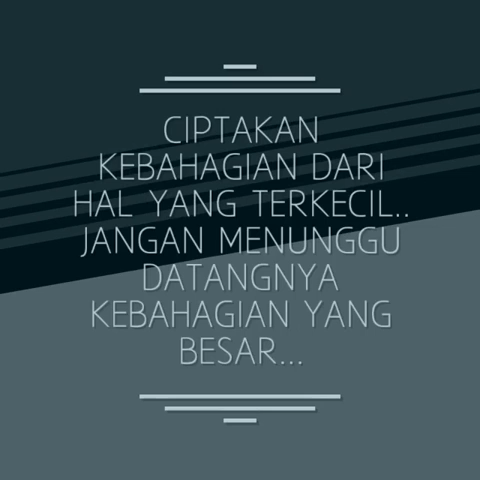 CIPTAKAN
KEBAHAGIAN DARI
HAL YANG TERKECIL..
JANGAN MENUNGGU
DATANGNYA
KEBAHAGIAN YANG
BESAR...